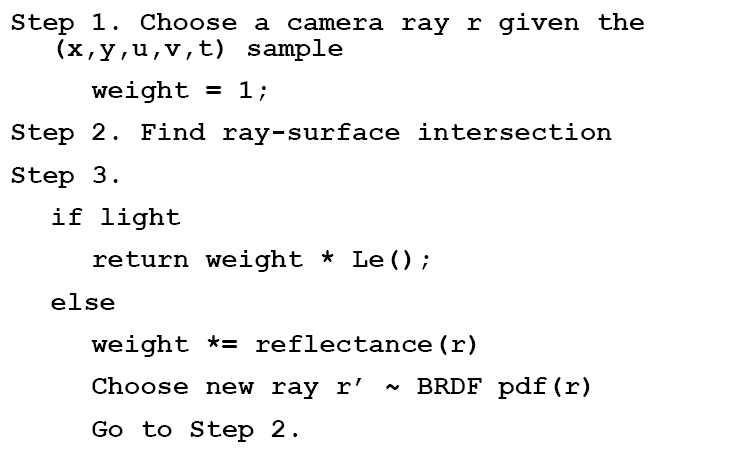 Step 1. Choose a camera ray r given the
(x,y,u,v,t) sample
weight = 1;
Step 2. Find ray-surface intersection
Step 3.
if light
return weight * Le();
else
weight *= reflectance(r)
Choose new ray r′ ~ BRDF pdf(r)
Go to Step 2.